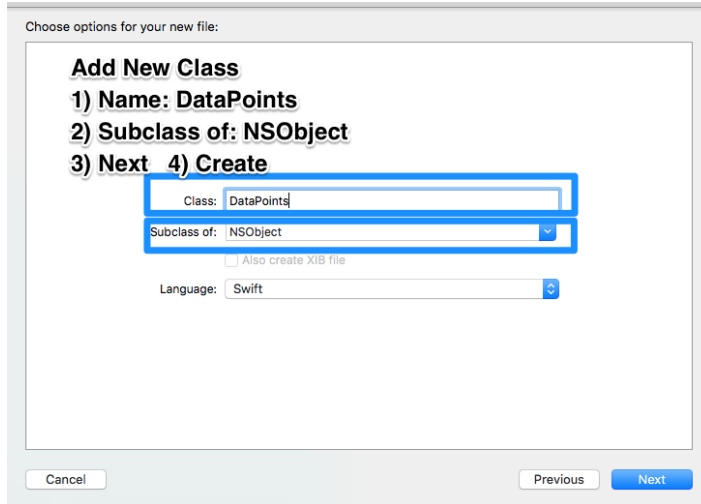 Choose options for your new file:
Add New Class
1) Name: DataPoints
2) Subclass of: NSObject
3) Next 4) Create
Class: DataPoints
Subclass of: NSObject
Also create XIB file
Language: Swift
Cancel Previous Next